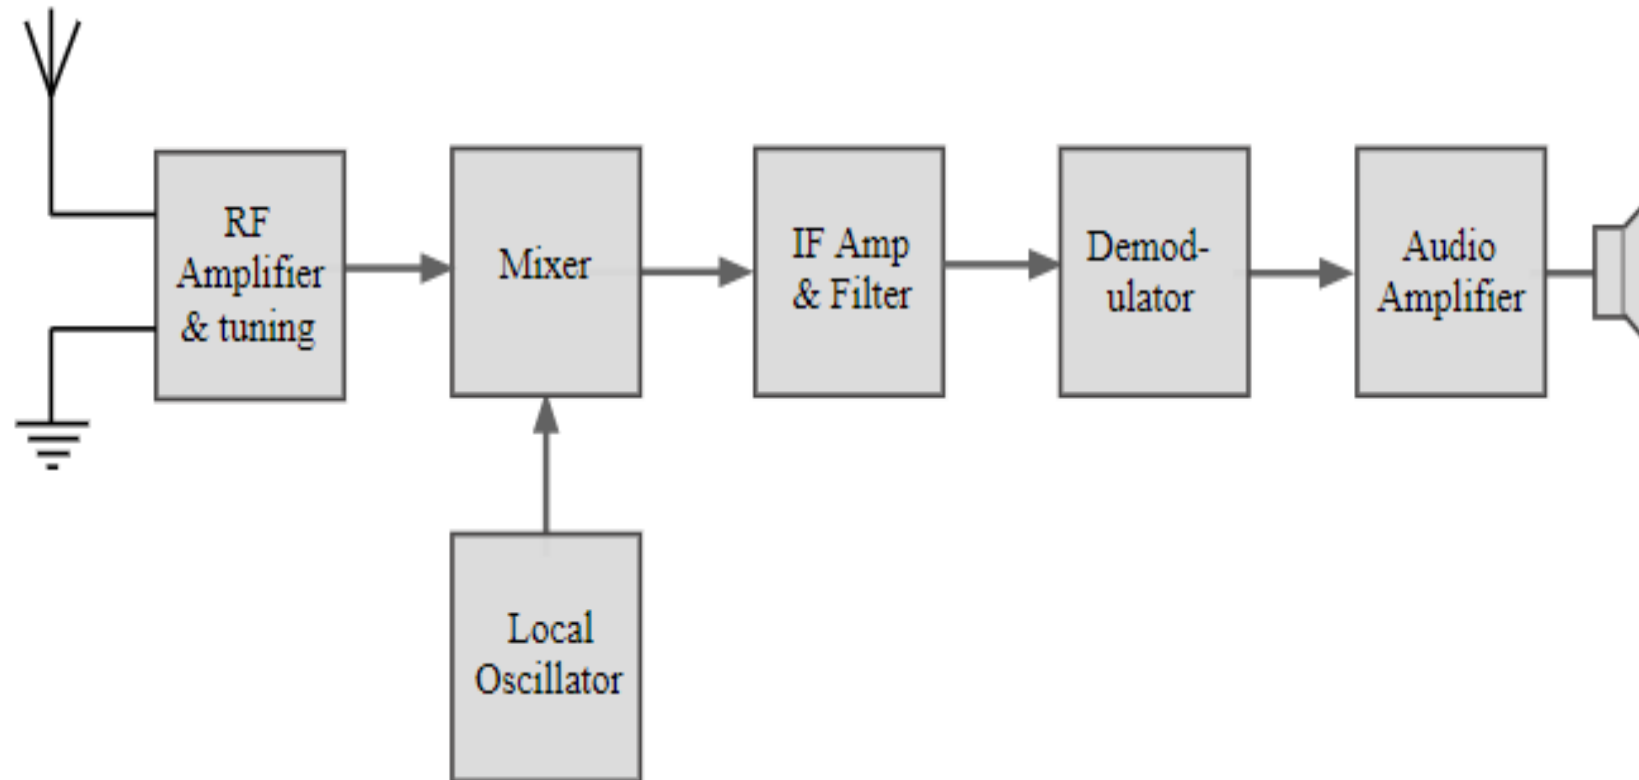 RF
Amplifier
& tuning
Mixer
IF Amp
& Filter
Demod-
ulator
Audio
Amplifier
Local
Oscillator